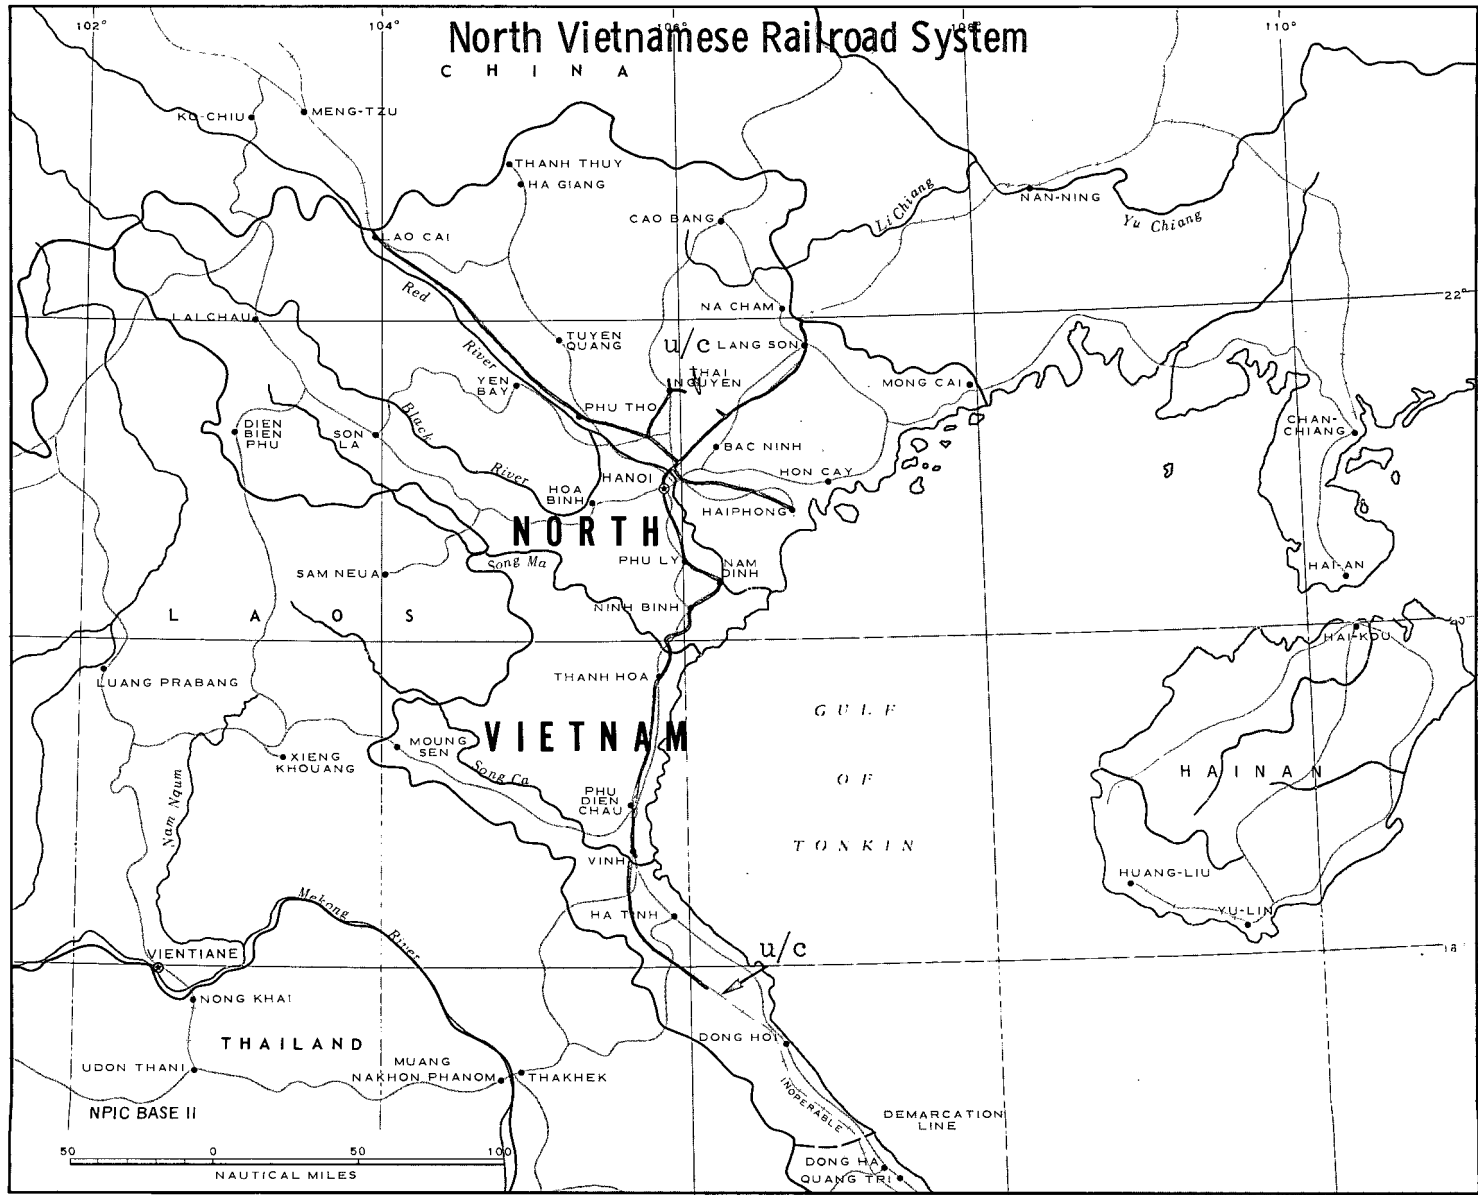 102°
104°
106°
108°
110°
North Vietnamese Railroad System
CHINA
KO-CHIU
MENG-TZU
THANH THUY
HA GIANG
CAO BANG
Li Chiang
NAN-NING
Yu Chiang
LAO CAI
Red
River
NA CHAM
22°
LAI CHAU
TUYEN
QUANG
u/c
LANG SON
THAI
NGUYEN
YEN
BAY
MONG CAI
PHU THO
Black
River
DIEN
BIEN
PHU
SON
LA
CHAN-
CHIANG
BAC NINH
HANOI
HON CAY
HOA
BINH
HAIPHONG
NORTH
PHU LY
NAM
DINH
Song Ma
SAM NEUA
HAI-AN
NINH BINH
LAOS
20
HAI-KOU
THANH HOA
LUANG PRABANG
GULF
OF
TONKIN
VIETNAM
MOUNG
SEN
XIENG
KHOUANG
Song Ca
HAINAN
PHU
DIEN
CHAU
Nam Ngum
VINH
HUANG-LIU
Mekong
River
HA TINH
YU-LIN
u/c
18
VIENTIANE
NONG KHAI
DONG HOI
THAILAND
UDON THANI
MUANG
NAKHON PHANOM
THAKHEK
INOPERABLE
NPIC BASE II
DEMARCATION
LINE
50 0 50 100
NAUTICAL MILES
DONG HA
QUANG TRI